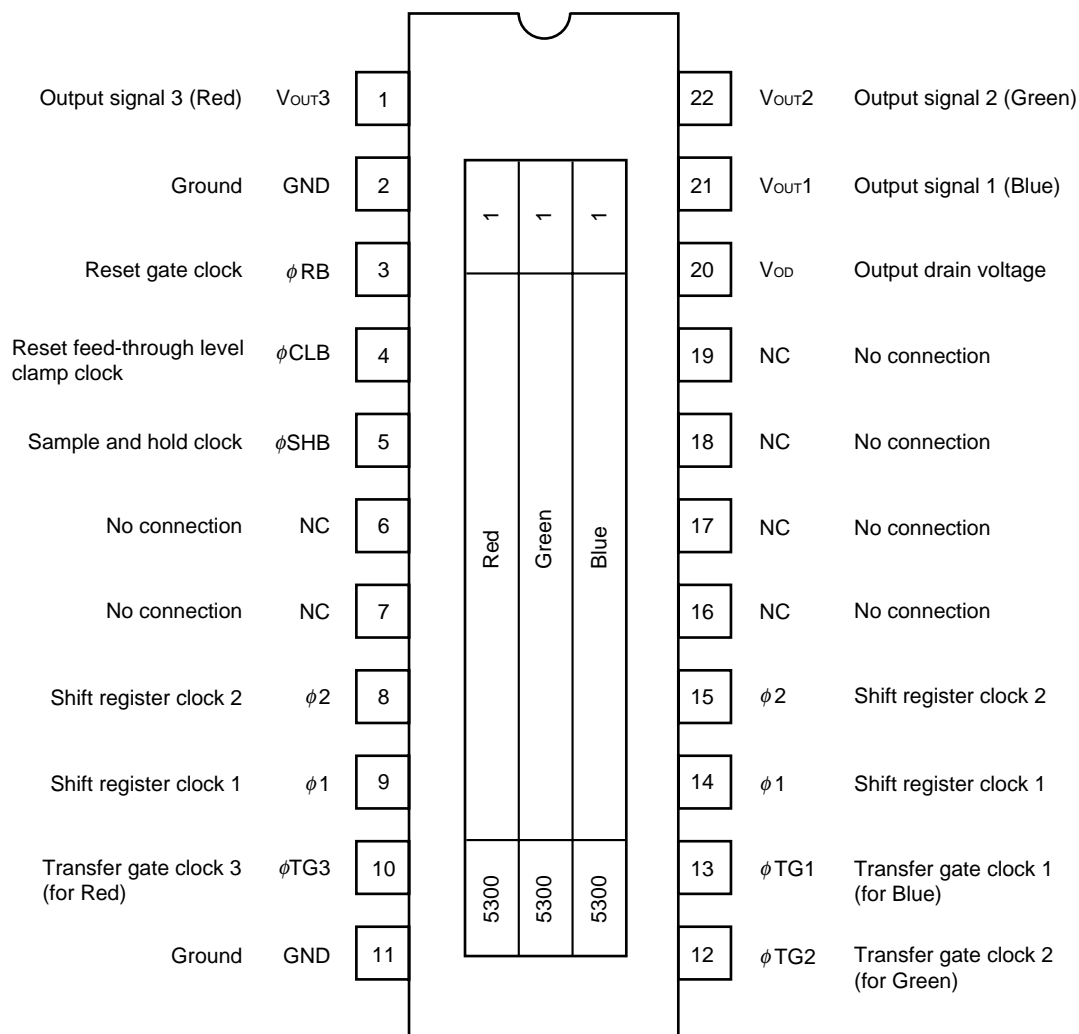 Output signal 3 (Red) VOUT3 1
22 VOUT2 Output signal 2 (Green)
Ground GND 2
21 VOUT1 Output signal 1 (Blue)
Reset gate clock ϕRB 3
20 VOD Output drain voltage
Reset feed-through level
clamp clock
ϕCLB 4
19 NC No connection
Sample and hold clock ϕSHB 5
18 NC No connection
No connection NC 6
17 NC No connection
No connection NC 7
16 NC No connection
Shift register clock 2 ϕ2 8
15 ϕ2 Shift register clock 2
Shift register clock 1 ϕ1 9
14 ϕ1 Shift register clock 1
Transfer gate clock 3
(for Red)
ϕTG3 10
13 ϕTG1 Transfer gate clock 1
(for Blue)
Ground GND 11
12 ϕTG2 Transfer gate clock 2
(for Green)
1 1 1
Red Green Blue
5300 5300 5300